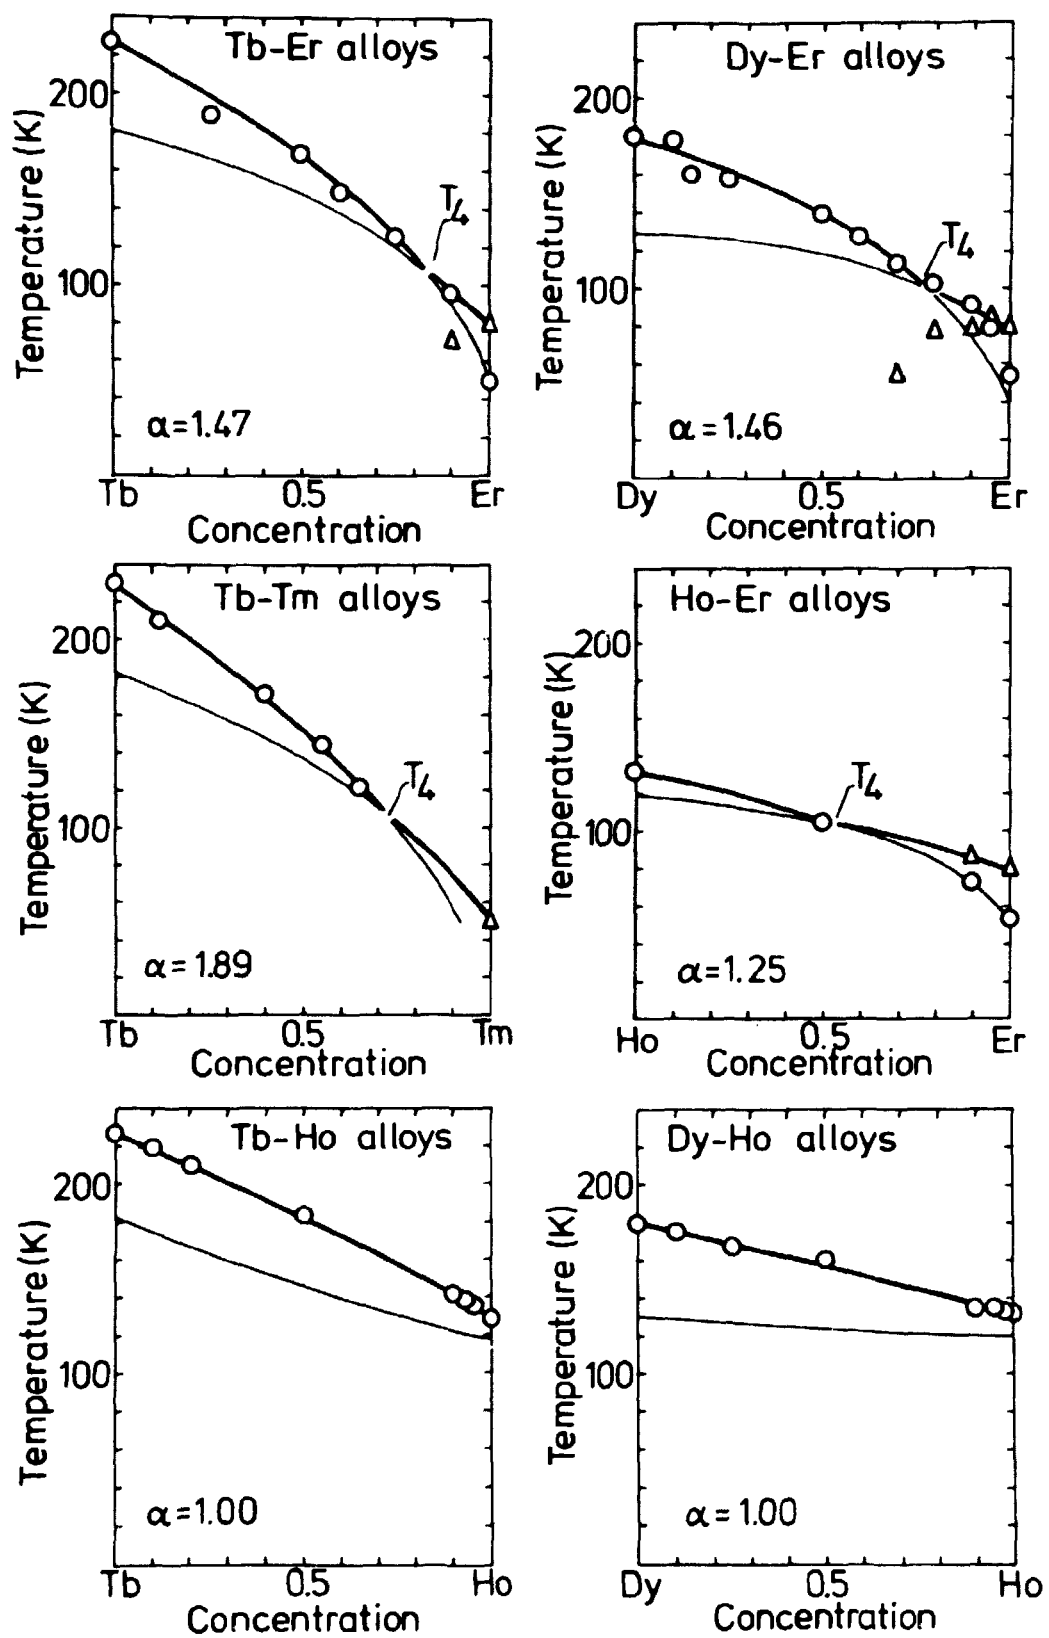 Tb-Er alloys
Temperature (K)
200
100
T4
α=1.47
Tb 0.5 Er
Concentration
Dy-Er alloys
Temperature (K)
200
100
T4
α=1.46
Dy 0.5 Er
Concentration
Tb-Tm alloys
Temperature (K)
200
100
T4
α=1.89
Tb 0.5 Tm
Concentration
Ho-Er alloys
Temperature (K)
200
100
T4
α=1.25
Ho 0.5 Er
Concentration
Tb-Ho alloys
Temperature (K)
200
100
α=1.00
Tb 0.5 Ho
Concentration
Dy-Ho alloys
Temperature (K)
200
100
α=1.00
Dy 0.5 Ho
Concentration